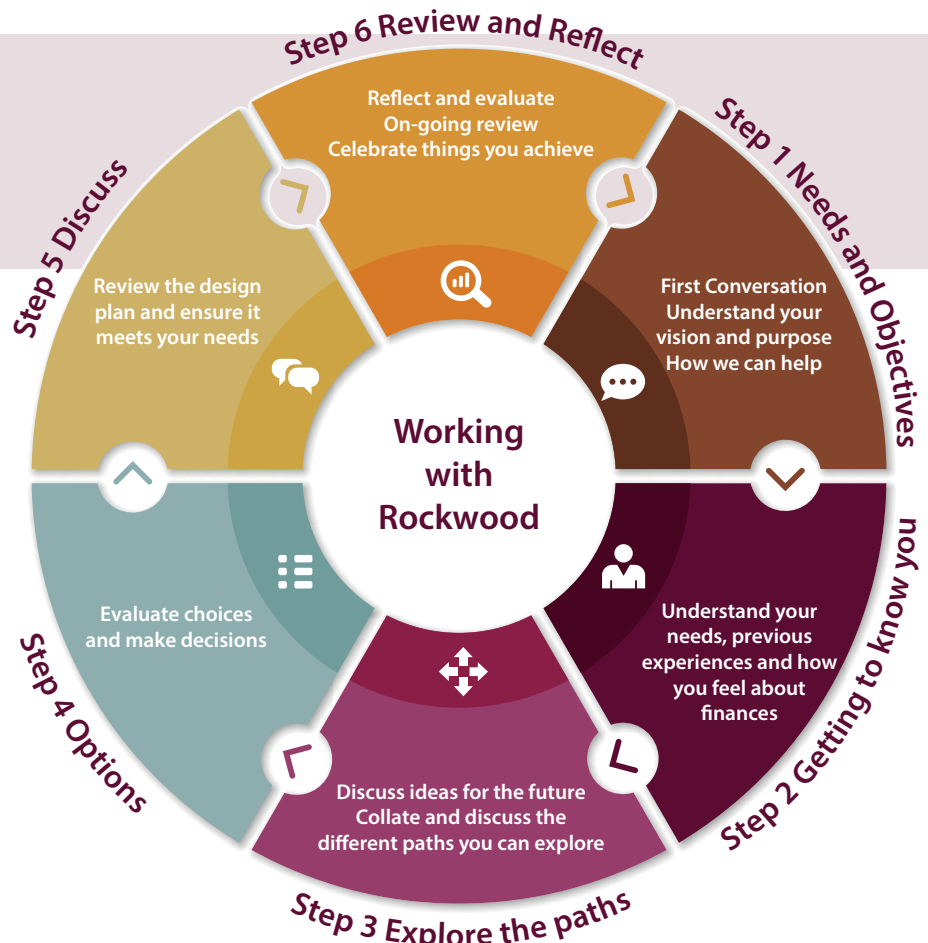 Working
with
Rockwood
Step 1 Needs and Objectives
First Conversation
Understand your
vision and purpose
How we can help
Step 2 Getting to know you
Understand your
needs, previous
experiences and how
you feel about
finances
Step 3 Explore the paths
Discuss ideas for the future
Collate and discuss the
different paths you can explore
Step 4 Options
Evaluate choices
and make decisions
Step 5 Discuss
Review the design
plan and ensure it
meets your needs
Step 6 Review and Reflect
Reflect and evaluate
On-going review
Celebrate things you achieve